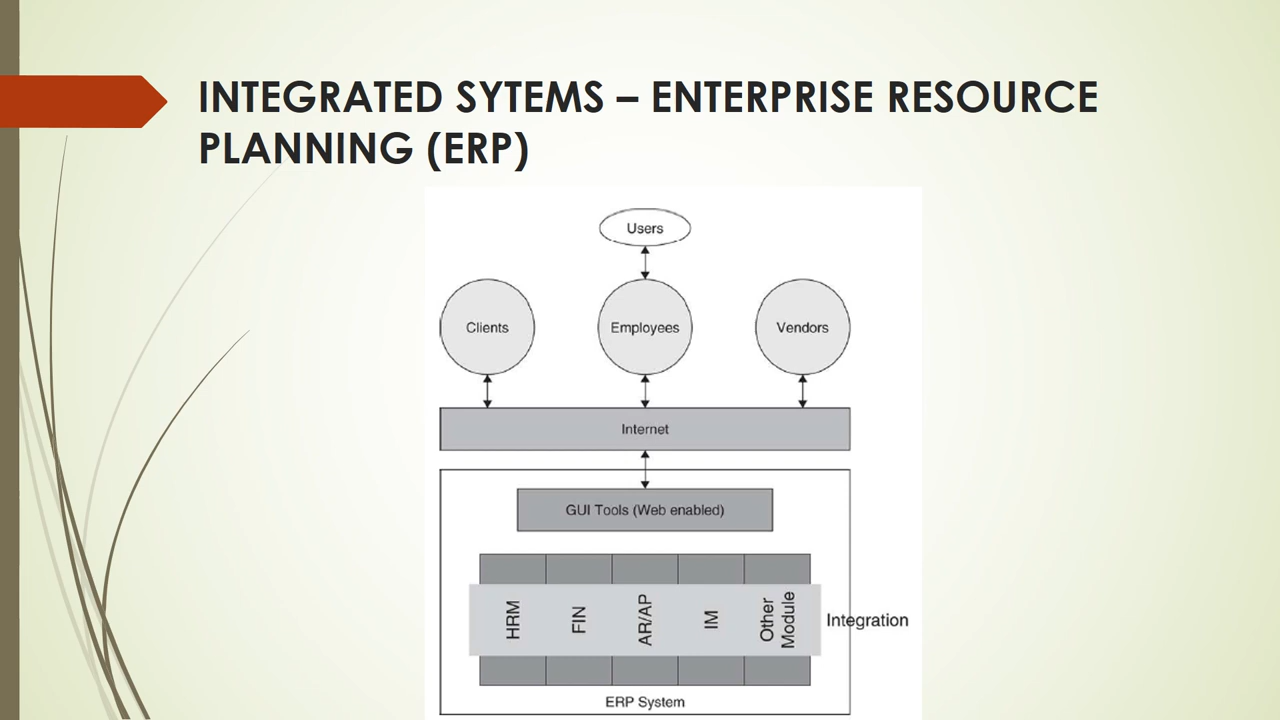 INTEGRATED SYTEMS – ENTERPRISE RESOURCE
PLANNING (ERP)
Users
Clients
Employees
Vendors
Internet
GUI Tools (Web enabled)
HRM
FIN
AR/AP
IM
Other
Module
Integration
ERP System